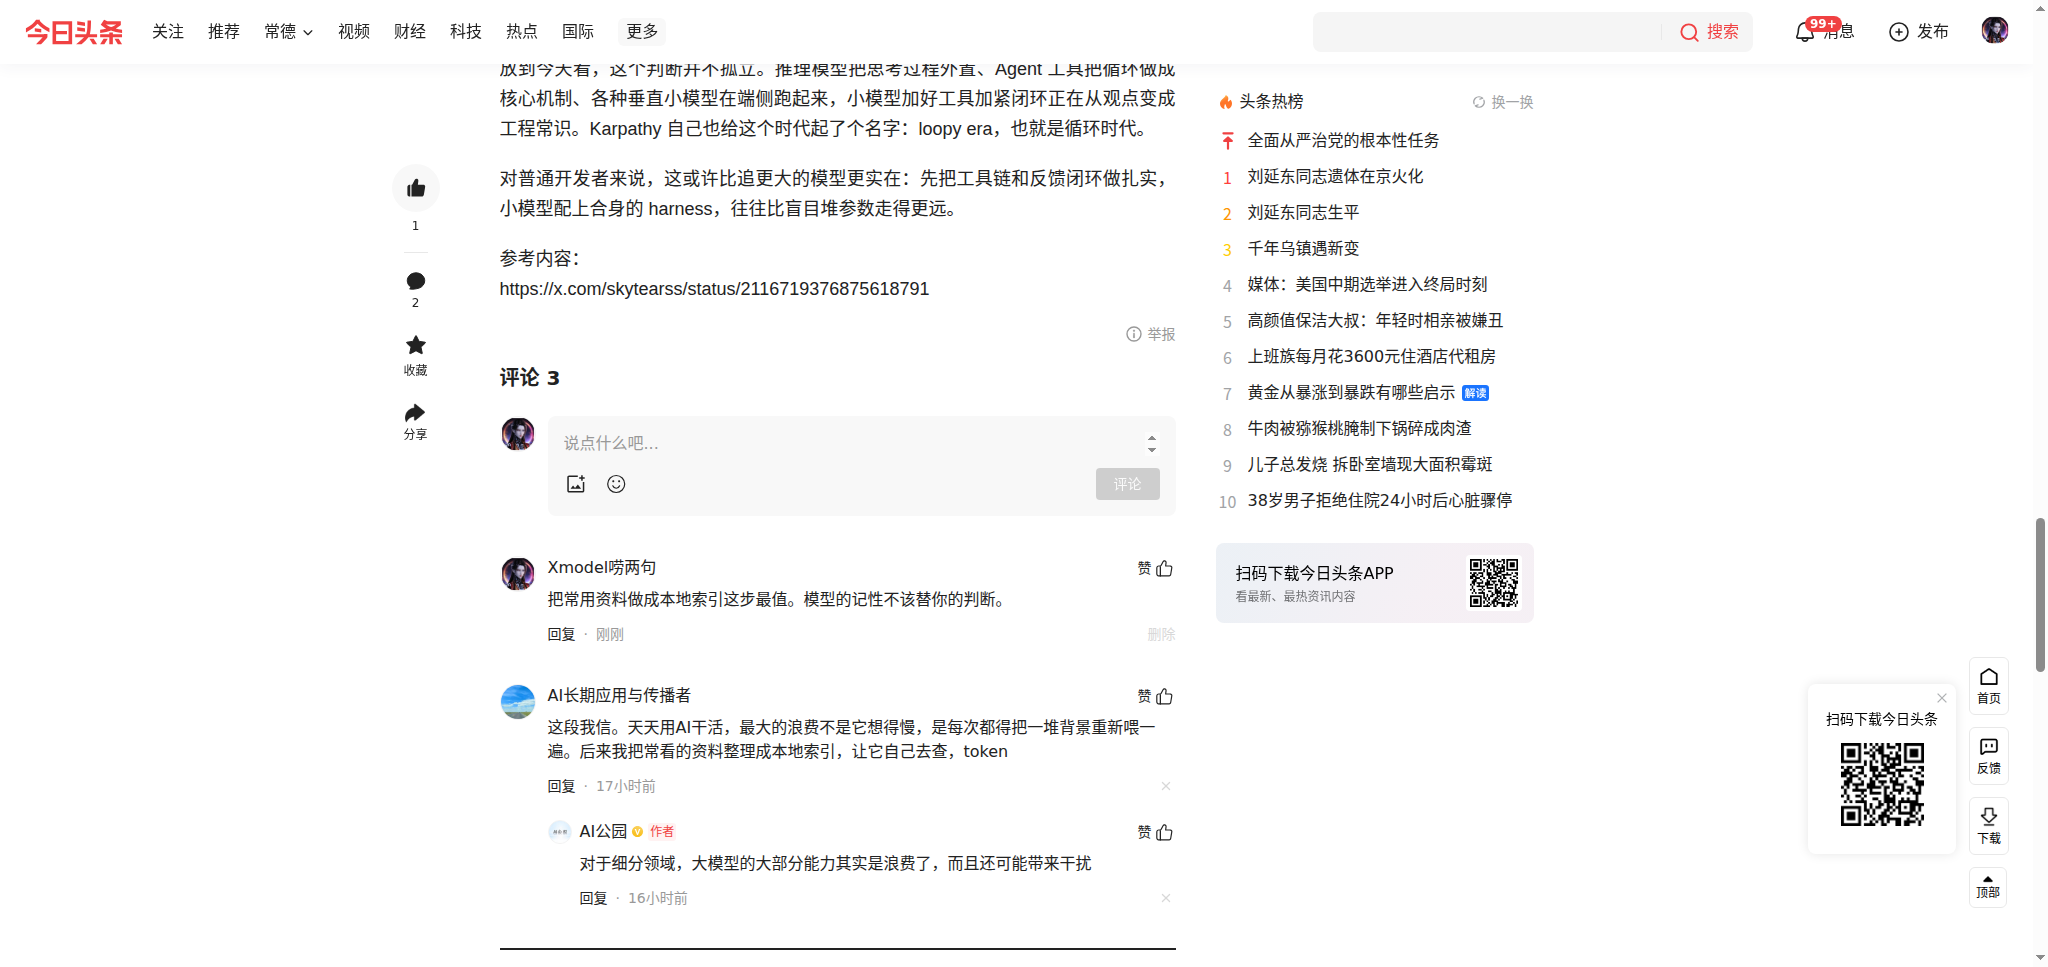 今日头条
关注
推荐
常德
视频
财经
科技
热点
国际
更多
搜索
99+
消息
发布
放到今天看，这个判断并不孤立。推理模型把思考过程外置、Agent 工具把循环做成
核心机制、各种垂直小模型在端侧跑起来，小模型加好工具加紧闭环正在从观点变成
工程常识。Karpathy 自己也给这个时代起了个名字：loopy era，也就是循环时代。
对普通开发者来说，这或许比追更大的模型更实在：先把工具链和反馈闭环做扎实，
小模型配上合身的 harness，往往比盲目堆参数走得更远。
参考内容：
https://x.com/skytearss/status/2116719376875618791
举报
1
2
收藏
分享
评论 3
说点什么吧...
评论
Xmodel唠两句
赞
把常用资料做成本地索引这步最值。模型的记性不该替你的判断。
回复 · 刚刚
删除
AI长期应用与传播者
赞
这段我信。天天用AI干活，最大的浪费不是它想得慢，是每次都得把一堆背景重新喂一
遍。后来我把常看的资料整理成本地索引，让它自己去查，token
回复 · 17小时前
AI公园 作者
赞
对于细分领域，大模型的大部分能力其实是浪费了，而且还可能带来干扰
回复 · 16小时前
头条热榜
换一换
全面从严治党的根本性任务
1 刘延东同志遗体在京火化
2 刘延东同志生平
3 千年乌镇遇新变
4 媒体：美国中期选举进入终局时刻
5 高颜值保洁大叔：年轻时相亲被嫌丑
6 上班族每月花3600元住酒店代租房
7 黄金从暴涨到暴跌有哪些启示 解读
8 牛肉被猕猴桃腌制下锅碎成肉渣
9 儿子总发烧 拆卧室墙现大面积霉斑
10 38岁男子拒绝住院24小时后心脏骤停
扫码下载今日头条APP
看最新、最热资讯内容
扫码下载今日头条
首页
反馈
下载
顶部